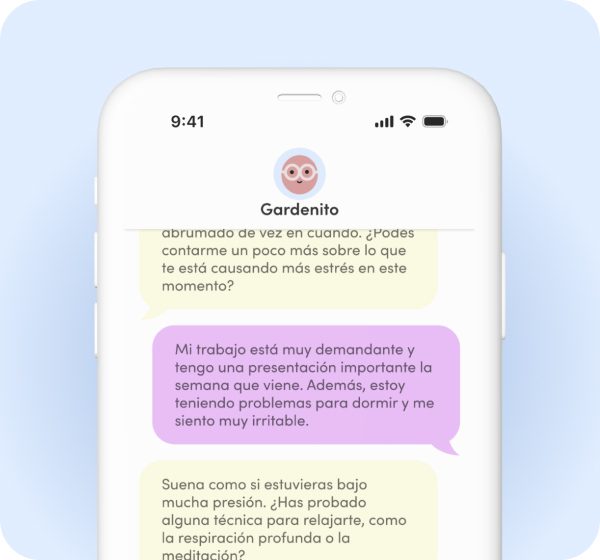 9:41
Gardenito
abrumado de vez en cuando. ¿Podes
contarme un poco más sobre lo que
te está causando más estrés en este
momento?
Mi trabajo está muy demandante y
tengo una presentación importante la
semana que viene. Además, estoy
teniendo problemas para dormir y me
siento muy irritable.
Suena como si estuvieras bajo
mucha presión. ¿Has probado
alguna técnica para relajarte, como
la respiración profunda o la
meditación?